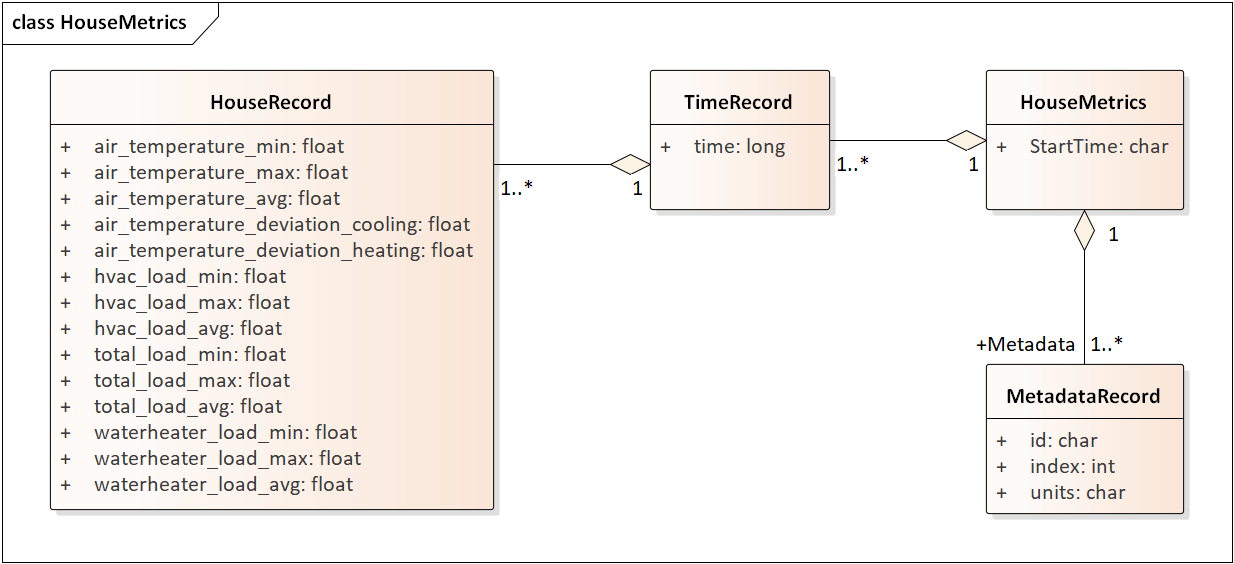 class HouseMetrics
HouseRecord
+ air_temperature_min: float
+ air_temperature_max: float
+ air_temperature_avg: float
+ air_temperature_deviation_cooling: float
+ air_temperature_deviation_heating: float
+ hvac_load_min: float
+ hvac_load_max: float
+ hvac_load_avg: float
+ total_load_min: float
+ total_load_max: float
+ total_load_avg: float
+ waterheater_load_min: float
+ waterheater_load_max: float
+ waterheater_load_avg: float
1..*
1
TimeRecord
+ time: long
1..*
1
HouseMetrics
+ StartTime: char
1
+Metadata
1..*
MetadataRecord
+ id: char
+ index: int
+ units: char